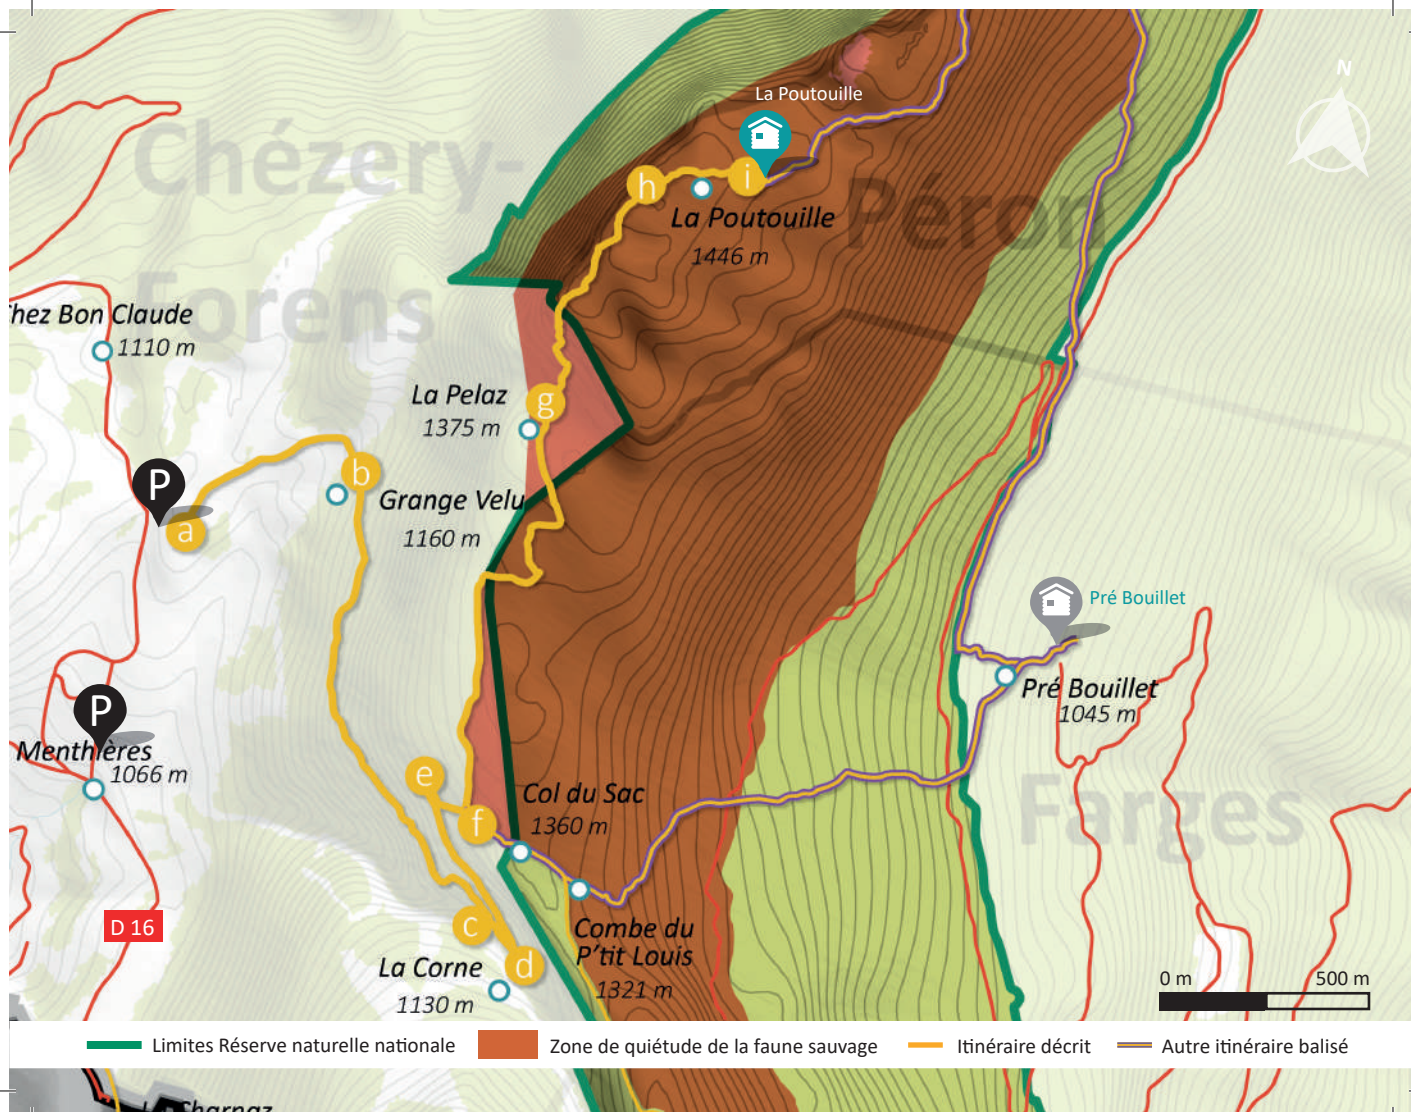 N
La Poutouille
Chézery-
Forens
h
i
La Poutouille
1446 m
Péron
hez Bon Claude
1110 m
La Pelaz
1375 m
g
P
a
b
Grange Velu
1160 m
Pré Bouillet
Pré Bouillet
1045 m
P
Menthières
1066 m
e
f
Col du Sac
1360 m
Farges
D 16
c
d
La Corne
1130 m
Combe du
P'tit Louis
1321 m
0 m 500 m
Limites Réserve naturelle nationale Zone de quiétude de la faune sauvage Itinéraire décrit Autre itinéraire balisé